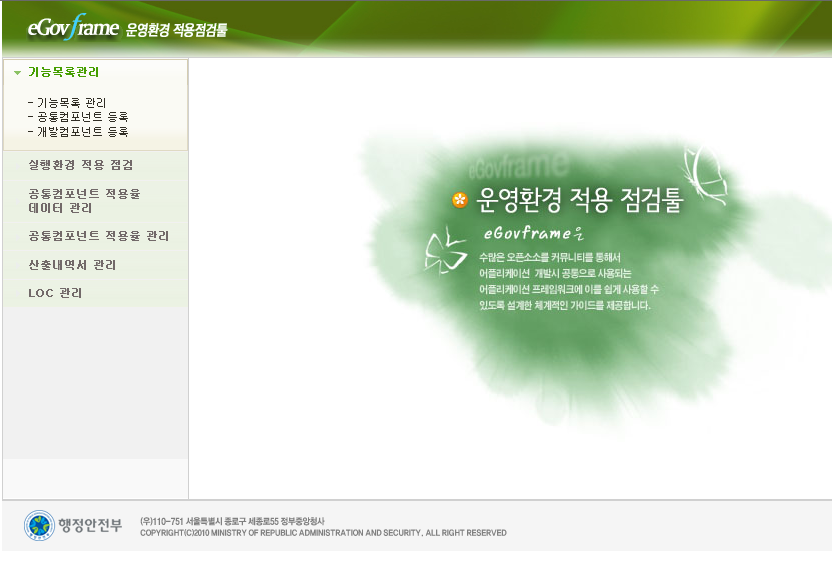 eGovframe 운영환경 적용점검툴
기능목록관리
- 기능목록 관리
- 공통컴포넌트 등록
- 개발컴포넌트 등록
실행환경 적용 점검
공통컴포넌트 적용율
데이터 관리
공통컴포넌트 적용율 관리
산출내역서 관리
LOC 관리
eGovframe
운영환경 적용 점검툴
eGovframe은
수많은 오픈소소를 커뮤니티를 통해서
어플리케이션 개발시 공통으로 사용되는
어플리케이션 프레임워크에 이를 쉽게 사용할 수
있도록 설계한 체계적인 가이드를 제공합니다.
행정안전부
(우)110-751 서울특별시 종로구 세종로55 정부중앙청사
COPYRIGHT(C)2010 MINISTRY OF REPUBLIC ADMINISTRATION AND SECURITY, ALL RIGHT RESERVED